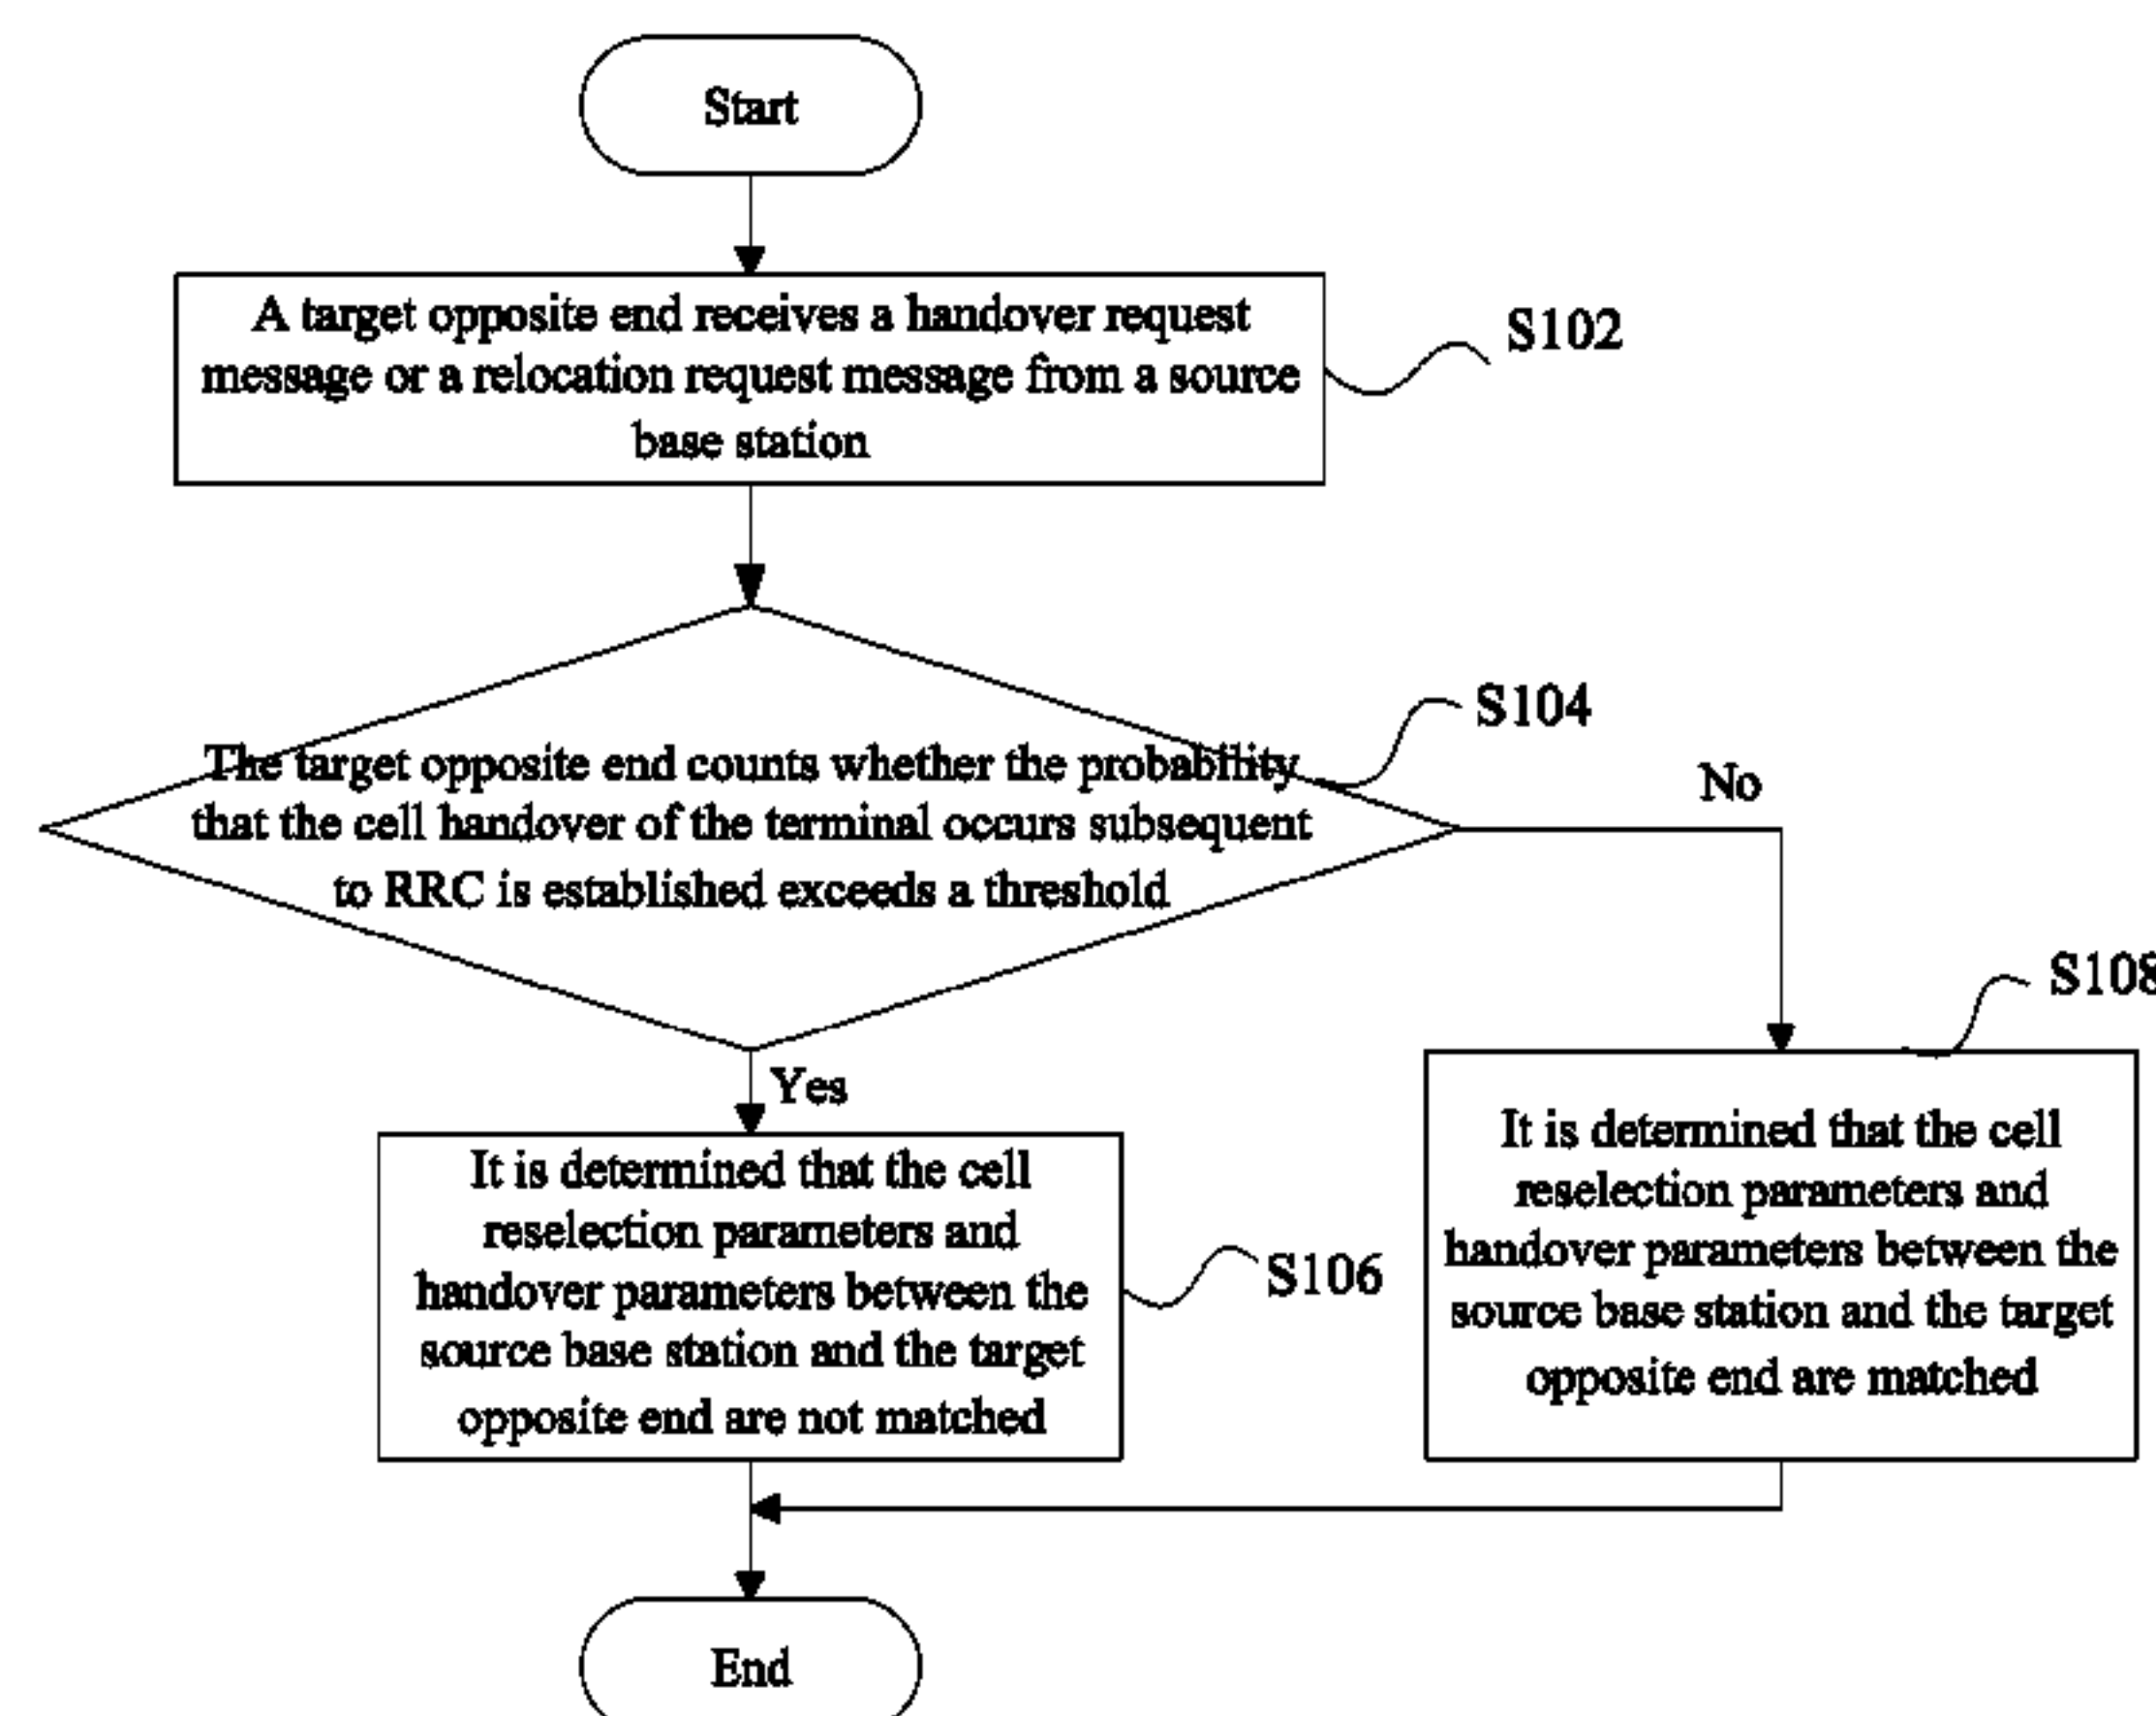 Start
A target opposite end receives a handover request
message or a relocation request message from a source
base station
S102
The target opposite end counts whether the probability
that the cell handover of the terminal occurs subsequent
to RRC is established exceeds a threshold
S104
No
Yes
S108
It is determined that the cell
reselection parameters and
handover parameters between the
source base station and the target
opposite end are not matched
S106
It is determined that the cell
reselection parameters and
handover parameters between the
source base station and the target
opposite end are matched
End